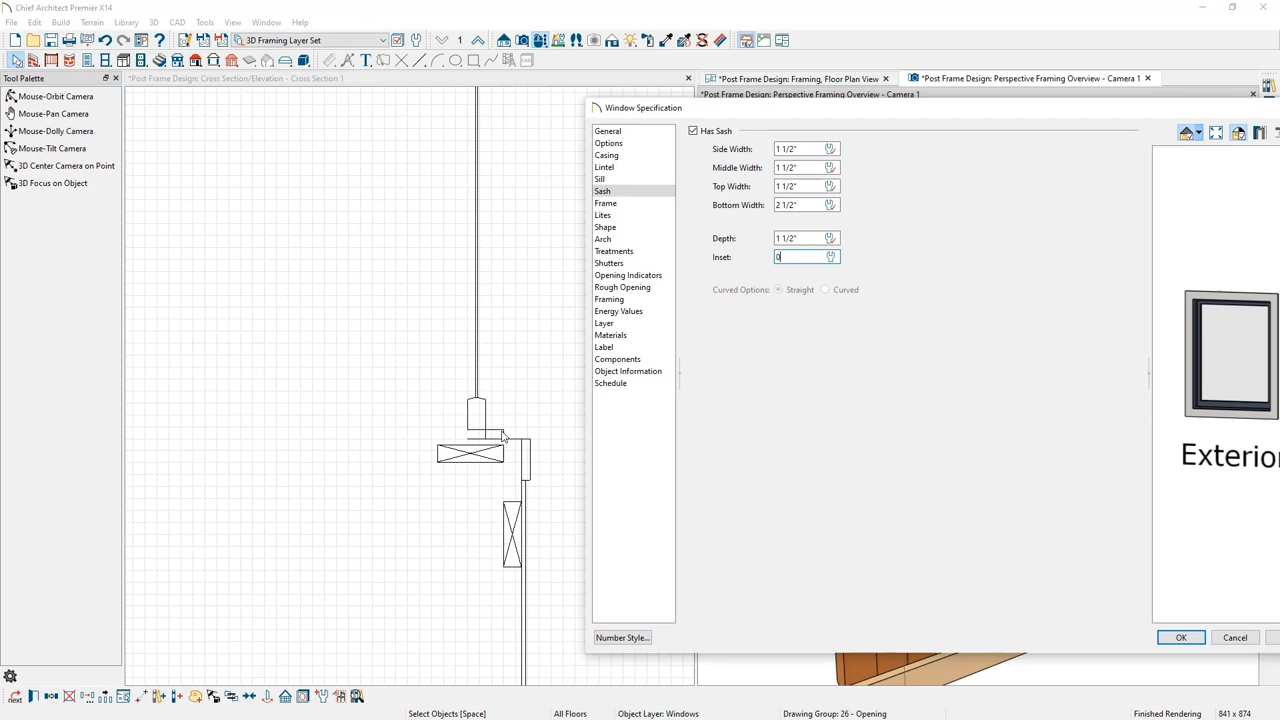 Chief Architect Premier X14
File Edit Build Terrain Library 3D CAD Tools View Window Help
3D Framing Layer Set 1
Tool Palette
*Post Frame Design: Cross Section/Elevation - Cross Section 1
*Post Frame Design: Framing, Floor Plan View
*Post Frame Design: Perspective Framing Overview - Camera 1
*Post Frame Design: Perspective Framing Overview - Camera 1
Mouse-Orbit Camera
Mouse-Pan Camera
Mouse-Dolly Camera
Mouse-Tilt Camera
3D Center Camera on Point
3D Focus on Object
Window Specification
General
Options
Casing
Lintel
Sill
Sash
Frame
Lites
Shape
Arch
Treatments
Shutters
Opening Indicators
Rough Opening
Framing
Energy Values
Layer
Materials
Label
Components
Object Information
Schedule
Has Sash
Side Width: 1 1/2"
Middle Width: 1 1/2"
Top Width: 1 1/2"
Bottom Width: 2 1/2"
Depth: 1 1/2"
Inset: 0
Curved Options: Straight Curved
Exterio
Number Style...
OK
Cancel
next
Select Objects [Space]
All Floors
Object Layer: Windows
Drawing Group: 26 - Opening
Finished Rendering
841 x 874